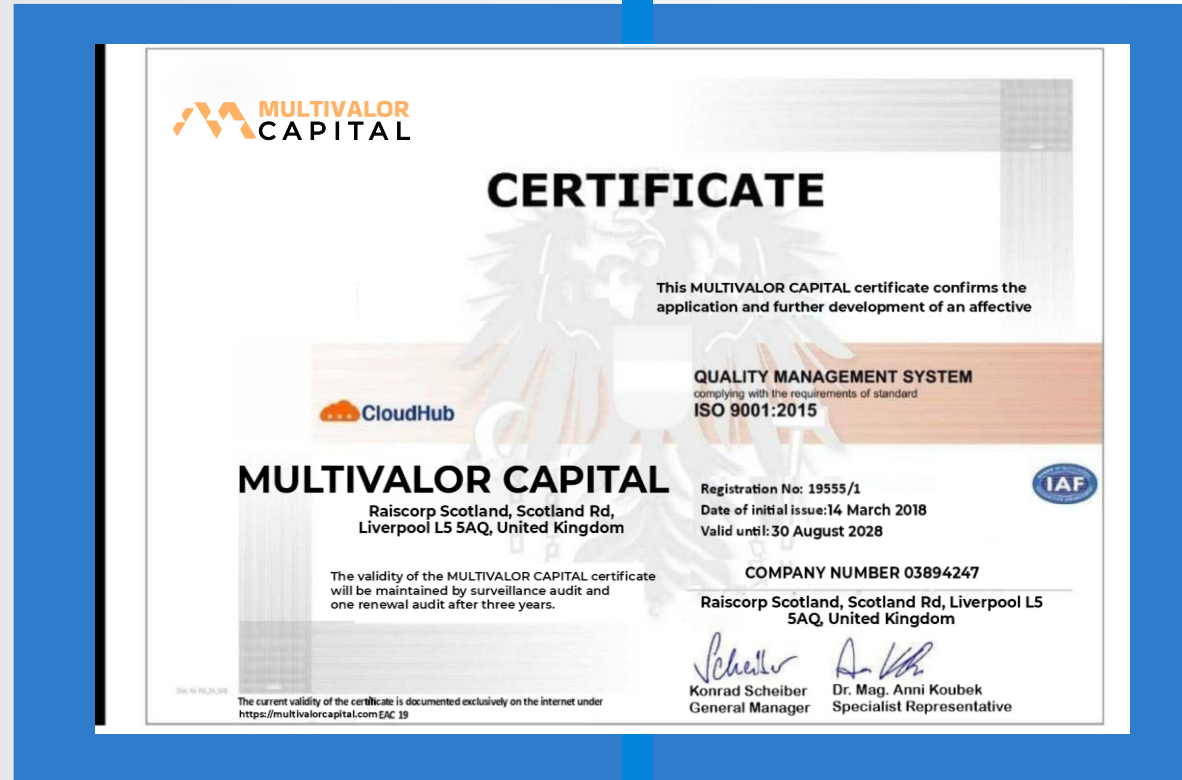 MULTIVALOR
CAPITAL
CERTIFICATE
This MULTIVALOR CAPITAL certificate confirms the
application and further development of an affective
QUALITY MANAGEMENT SYSTEM
complying with the requirements of standard
ISO 9001:2015
CloudHub
MULTIVALOR CAPITAL
Raiscorp Scotland, Scotland Rd,
Liverpool L5 5AQ, United Kingdom
IAF
Registration No: 19555/1
Date of initial issue:14 March 2018
Valid until:30 August 2028
The validity of the MULTIVALOR CAPITAL certificate
will be maintained by surveillance audit and
one renewal audit after three years.
COMPANY NUMBER 03894247
Raiscorp Scotland, Scotland Rd, Liverpool L5
5AQ, United Kingdom
Konrad Scheiber
General Manager
Dr. Mag. Anni Koubek
Specialist Representative
The current validity of the certificate is documented exclusively on the internet under
https://multivalorcapital.com EAC 19